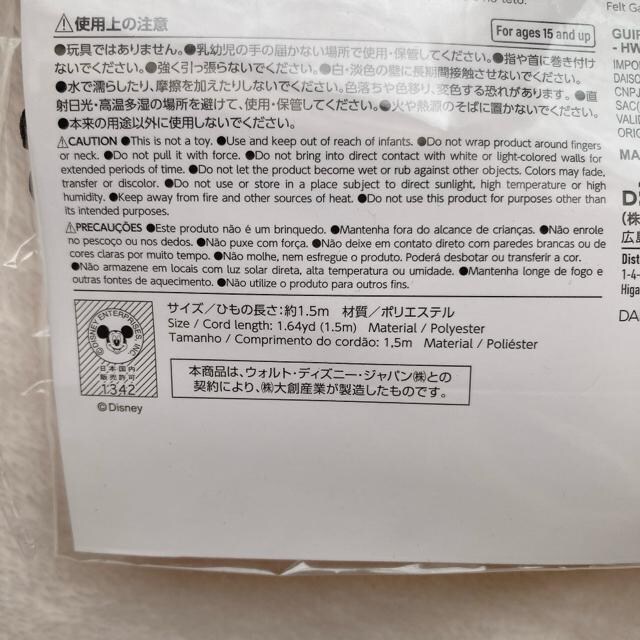 Felt Ga
⚠使用上の注意
For ages 15 and up
●玩具ではありません。●乳幼児の手の届かない場所で使用・保管してください。●指や首に巻き付け
ないでください。●強く引っ張らないでください。●白・淡色の壁に長期間接触させないでください。
●水で濡らしたり、摩擦を加えたりしないでください。色落ちや色移り、変色する恐れがあります。●直
射日光・高温多湿の場所を避けて、使用・保管してください。●火や熱源のそばに置かないでください。
●本来の用途以外に使用しないでください。
⚠CAUTION ●This is not a toy. ●Use and keep out of reach of infants. ●Do not wrap product around fingers
or neck. ●Do not pull it with force. ●Do not bring into direct contact with white or light-colored walls for
extended periods of time. ●Do not let the product become wet or rub against other objects. Colors may fade,
transfer or discolor. ●Do not use or store in a place subject to direct sunlight, high temperature or high
humidity. ●Keep away from fire and other sources of heat. ●Do not use this product for purposes other than
its intended purposes.
⚠PRECAUÇÕES ●Este produto não é um brinquedo. ●Mantenha fora do alcance de crianças. ●Não enrole
no pescoço ou nos dedos. ●Não puxe com força. ●Não deixe em contato direto com paredes brancas ou de
cores claras por muito tempo. ●Não molhe, nem esfregue o produto. Poderá desbotar ou transferir a cor.
●Não armazene em locais com luz solar direta, alta temperatura ou umidade. ●Mantenha longe de fogo e
outras fontes de aquecimento. ●Não utilize o produto para outros fins.
©DISNEY ENTERPRISES, INC.
日本国内
販売許可
1342
©Disney
サイズ／ひもの長さ：約1.5m 材質／ポリエステル
Size / Cord length: 1.64yd (1.5m) Material / Polyester
Tamanho / Comprimento do cordão: 1,5m Material / Poliéster
本商品は、ウォルト・ディズニー・ジャパン㈱との
契約により、㈱大創産業が製造したものです。
GUIF
- HW
IMPO
DAISO
CNPJ
SAC
VALID
ORIG
MA
(株
広島
Dist
1-4-
Higa
DAI